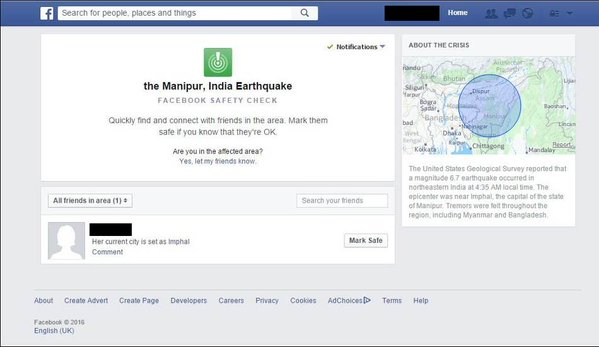 f
Search for people, places and things
Home
Notifications
the Manipur, India Earthquake
FACEBOOK SAFETY CHECK
Quickly find and connect with friends in the area. Mark them
safe if you know that they're OK.
Are you in the affected area?
Yes, let my friends know.
All friends in area (1)
Search your friends
Her current city is set as Imphal
Comment
Mark Safe
ABOUT THE CRISIS
Dispur
Assam
Bogra
Sadar
Bangladesh
Dhaka
Kolkata
Chittagong
Mandalay
The United States Geological Survey reported that
a magnitude 6.7 earthquake occurred in
northeastern India at 4:35 AM local time. The
epicenter was near Imphal, the capital of the state
of Manipur. Tremors were felt throughout the
region, including Myanmar and Bangladesh.
About Create Advert Create Page Developers Careers Privacy Cookies AdChoices Terms Help
Facebook © 2016
English (UK)